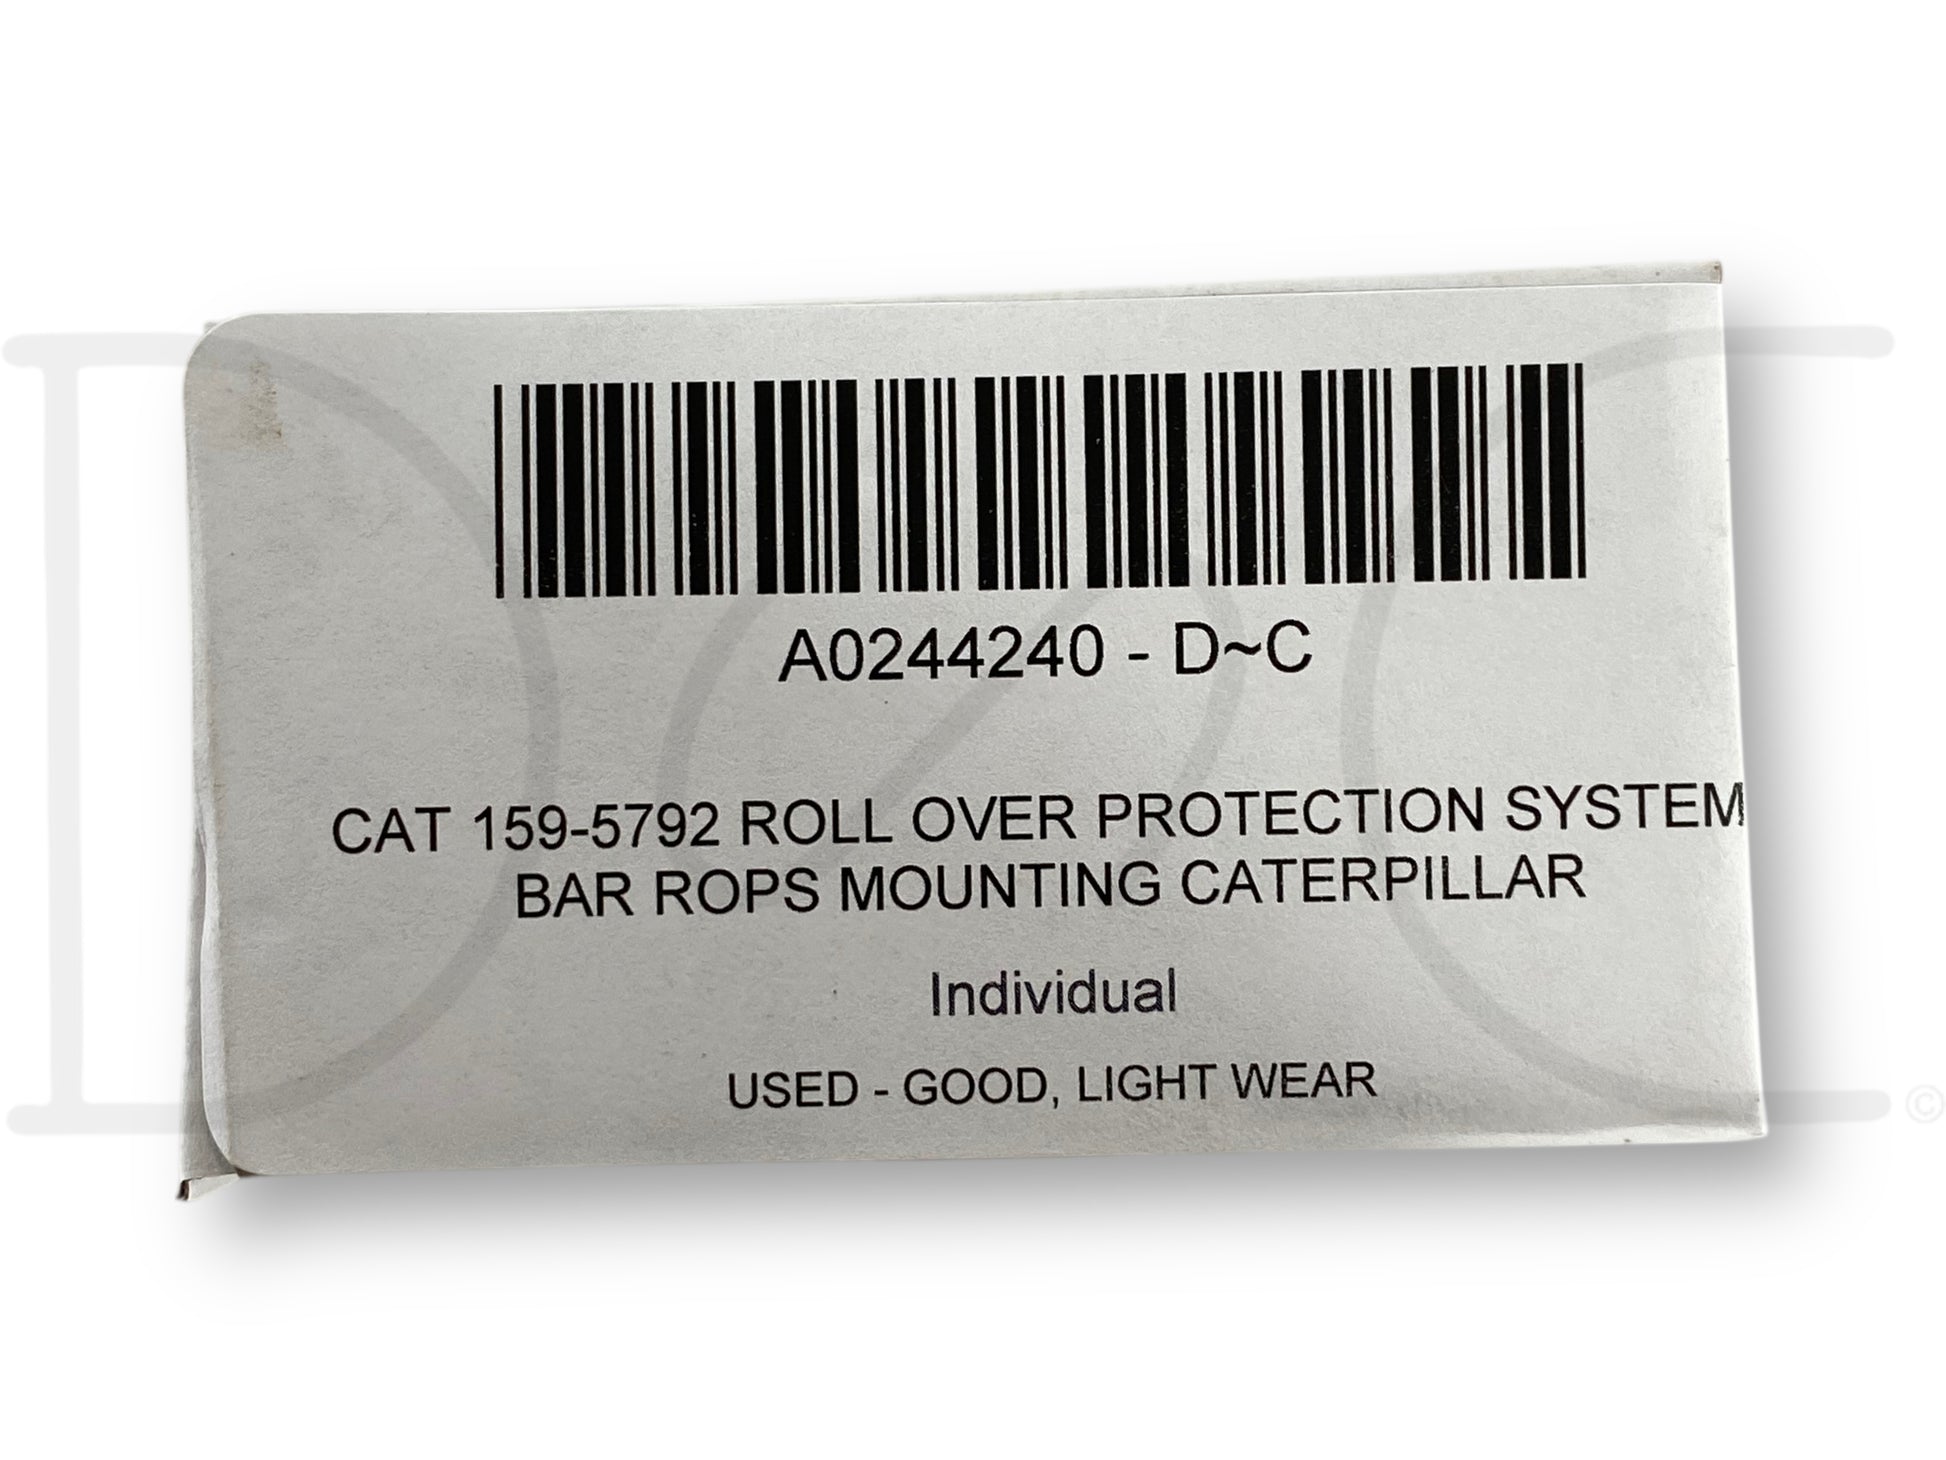 A0244240 - D~C
CAT 159-5792 ROLL OVER PROTECTION SYSTEM
BAR ROPS MOUNTING CATERPILLAR
Individual
USED - GOOD, LIGHT WEAR
©